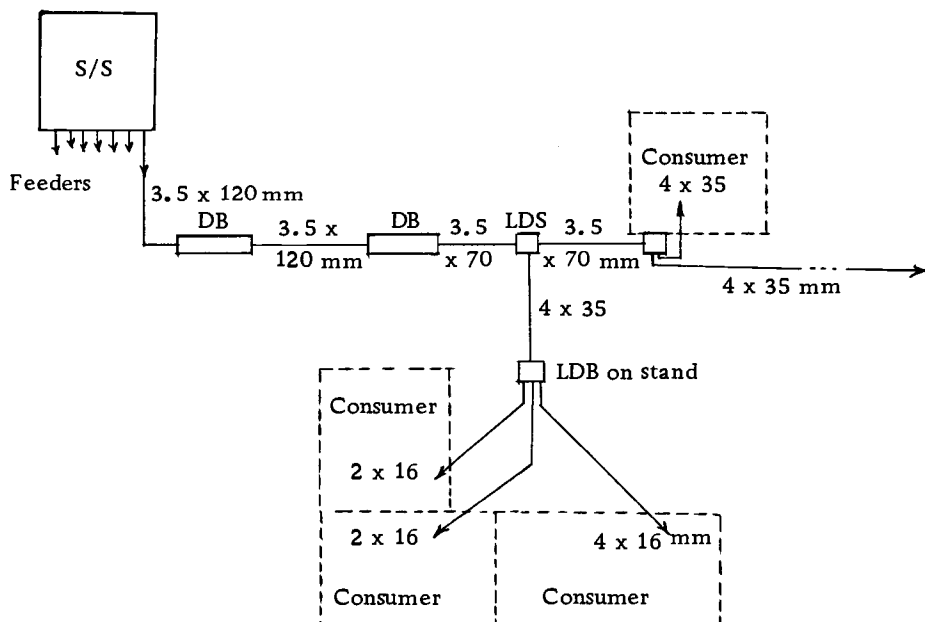 S/S
Feeders
3.5 x 120 mm
DB
3.5 x
120 mm
DB
3.5
x 70
LDS
3.5
x 70 mm
Consumer
4 x 35
4 x 35 mm
4 x 35
LDB on stand
Consumer
2 x 16
2 x 16
Consumer
4 x 16 mm
Consumer